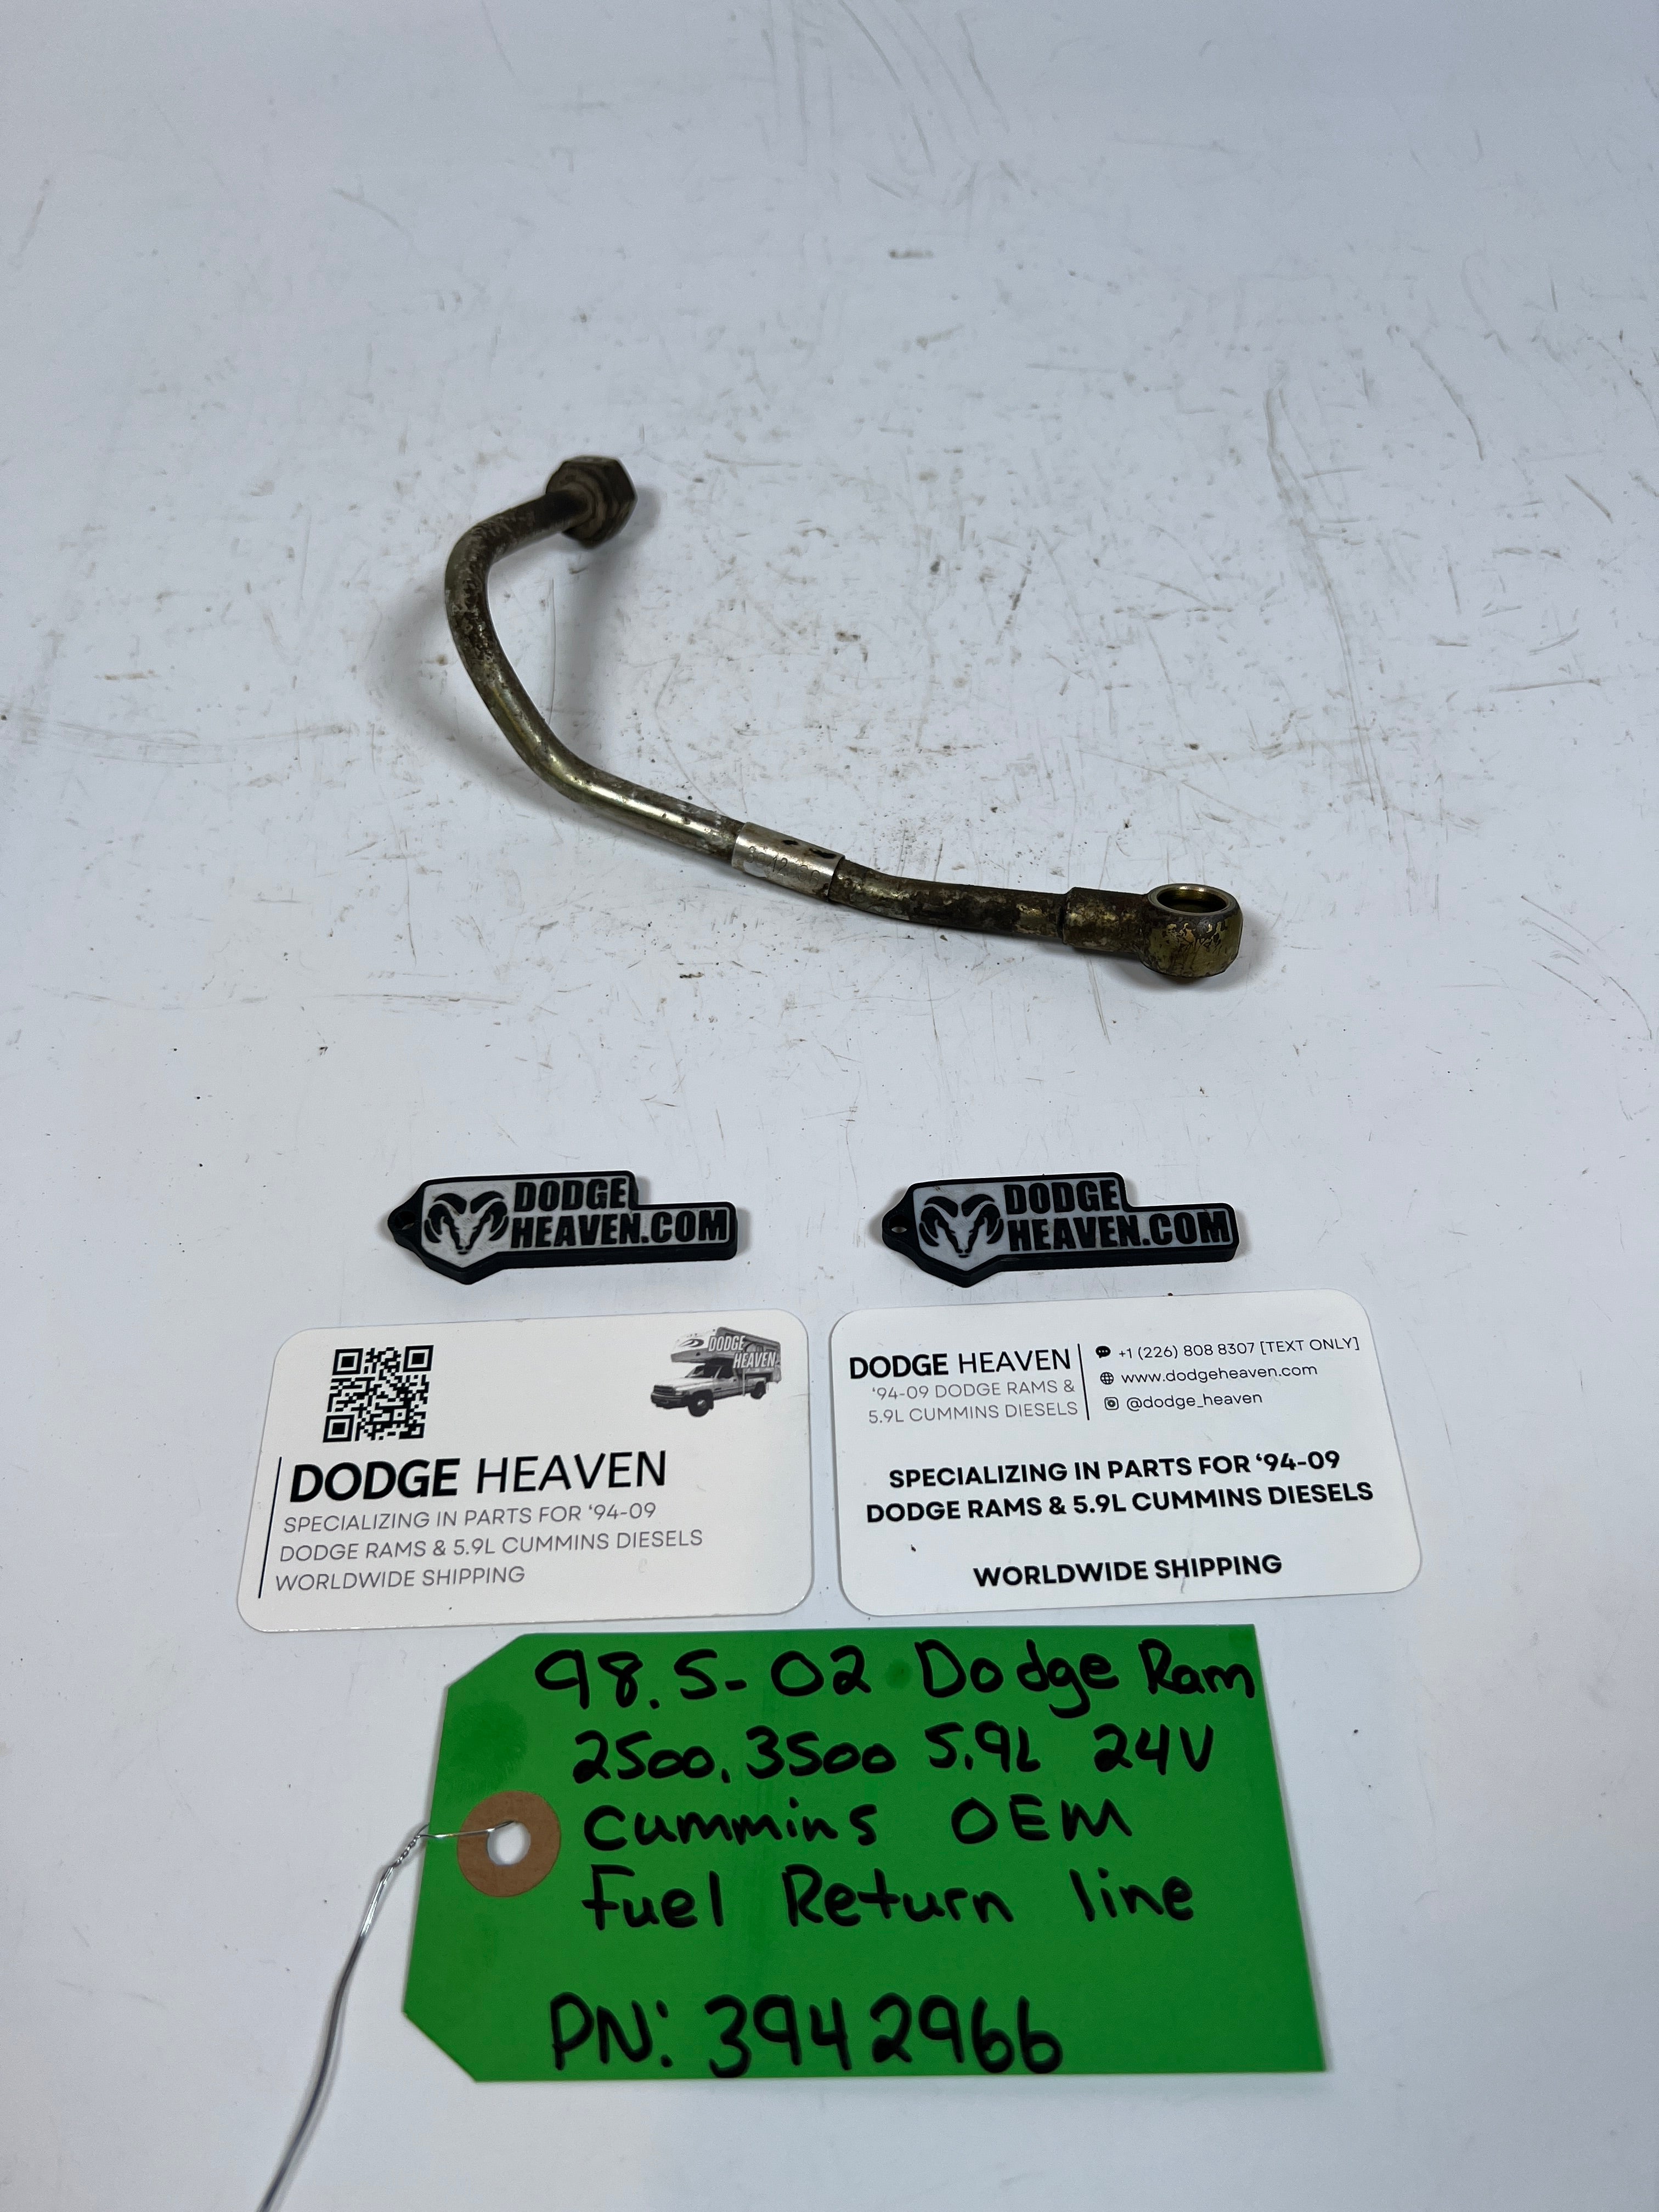 DODGE
HEAVEN.COM
DODGE
HEAVEN.COM
DODGE
HEAVEN
DODGE HEAVEN
SPECIALIZING IN PARTS FOR ‘94-09
DODGE RAMS & 5.9L CUMMINS DIESELS
WORLDWIDE SHIPPING
DODGE HEAVEN
‘94-09 DODGE RAMS &
5.9L CUMMINS DIESELS
+1 (226) 808 8307 [TEXT ONLY]
www.dodgeheaven.com
@dodge_heaven
SPECIALIZING IN PARTS FOR ‘94-09
DODGE RAMS & 5.9L CUMMINS DIESELS
WORLDWIDE SHIPPING
98.5-02 Dodge Ram
2500, 3500 5.9L 24V
Cummins OEM
Fuel Return line
PN: 3942966